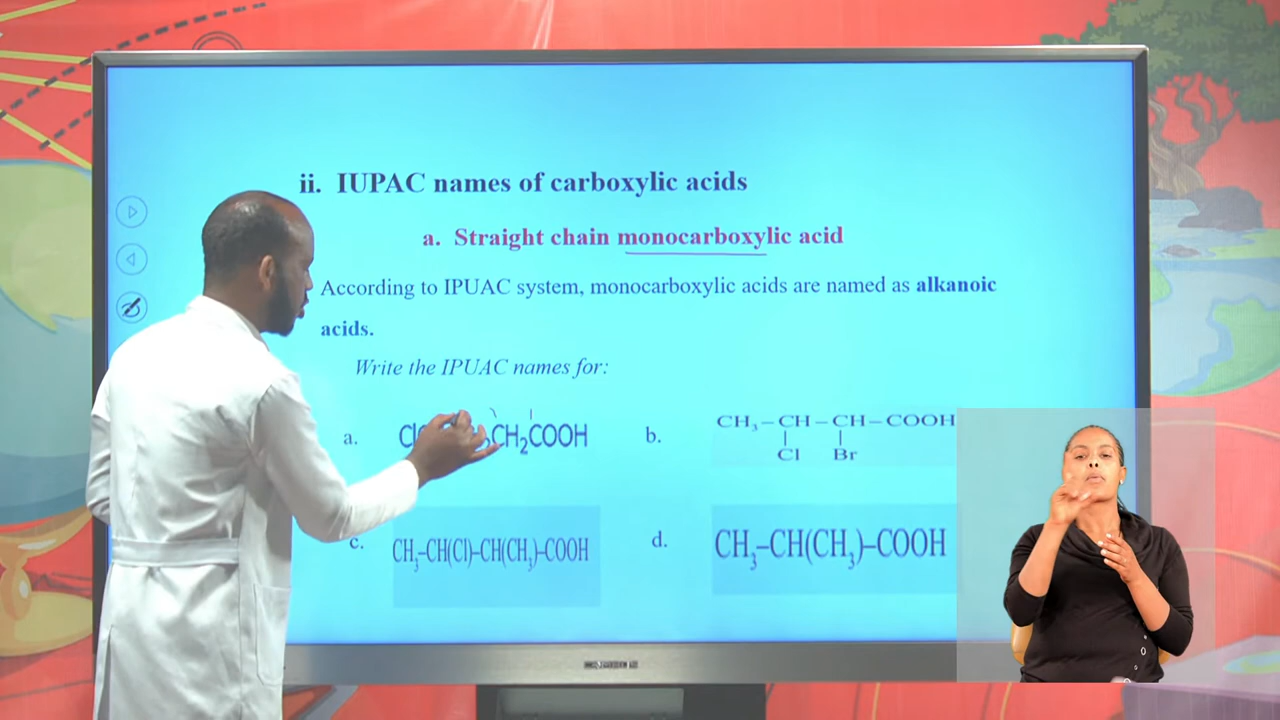 ii. IUPAC names of carboxylic acids
a. Straight chain monocarboxylic acid
According to IPUAC system, monocarboxylic acids are named as alkanoic
acids.
Write the IPUAC names for:
a. CH₂COOH
b. CH₃–CH–CH–COOH
Cl Br
c. CH₃–CH(Cl)–CH(CH₃)–COOH
d. CH₃–CH(CH₃)–COOH